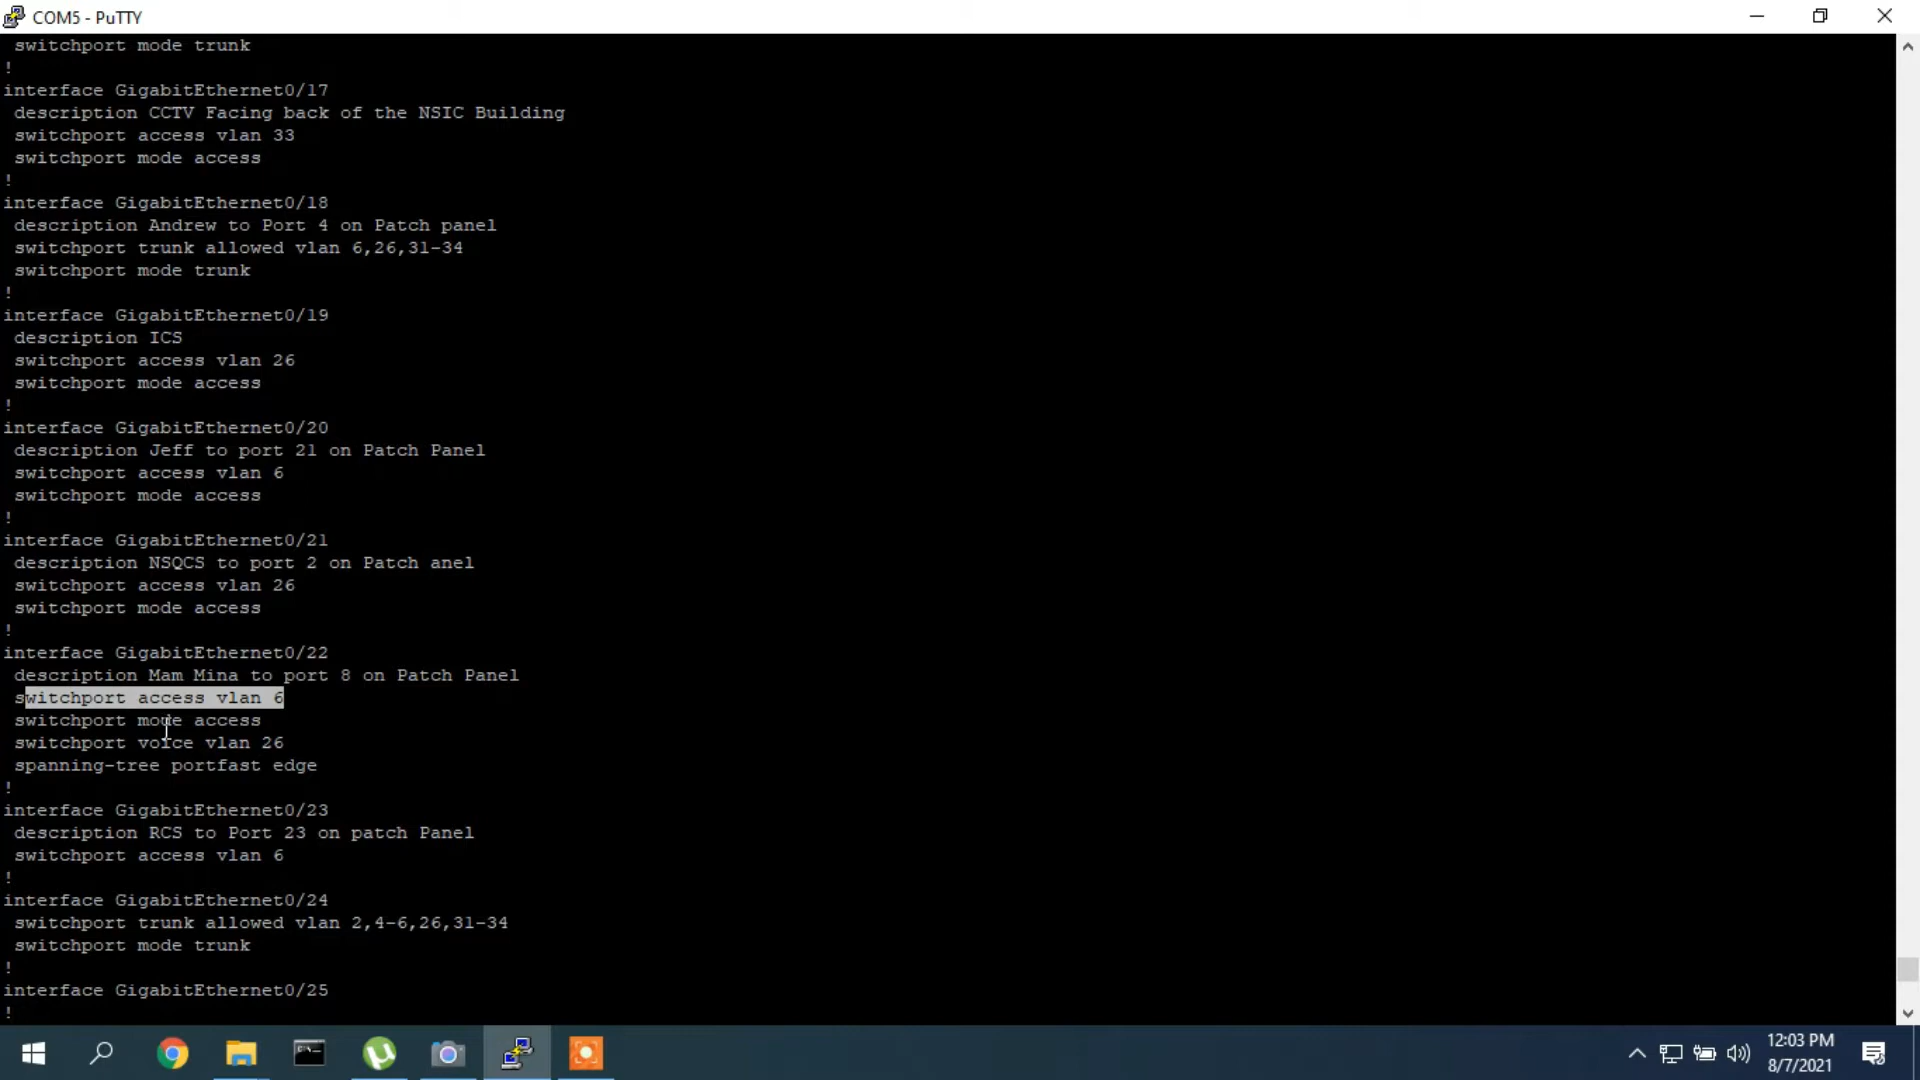 COM5 - PuTTY
switchport mode trunk
!
interface GigabitEthernet0/17
description CCTV Facing back of the NSIC Building
switchport access vlan 33
switchport mode access
!
interface GigabitEthernet0/18
description Andrew to Port 4 on Patch panel
switchport trunk allowed vlan 6,26,31-34
switchport mode trunk
!
interface GigabitEthernet0/19
description ICS
switchport access vlan 26
switchport mode access
!
interface GigabitEthernet0/20
description Jeff to port 21 on Patch Panel
switchport access vlan 6
switchport mode access
!
interface GigabitEthernet0/21
description NSQCS to port 2 on Patch anel
switchport access vlan 26
switchport mode access
!
interface GigabitEthernet0/22
description Mam Mina to port 8 on Patch Panel
switchport access vlan 6
switchport mode access
switchport voice vlan 26
spanning-tree portfast edge
!
interface GigabitEthernet0/23
description RCS to Port 23 on patch Panel
switchport access vlan 6
!
interface GigabitEthernet0/24
switchport trunk allowed vlan 2,4-6,26,31-34
switchport mode trunk
!
interface GigabitEthernet0/25
!
12:03 PM
8/7/2021